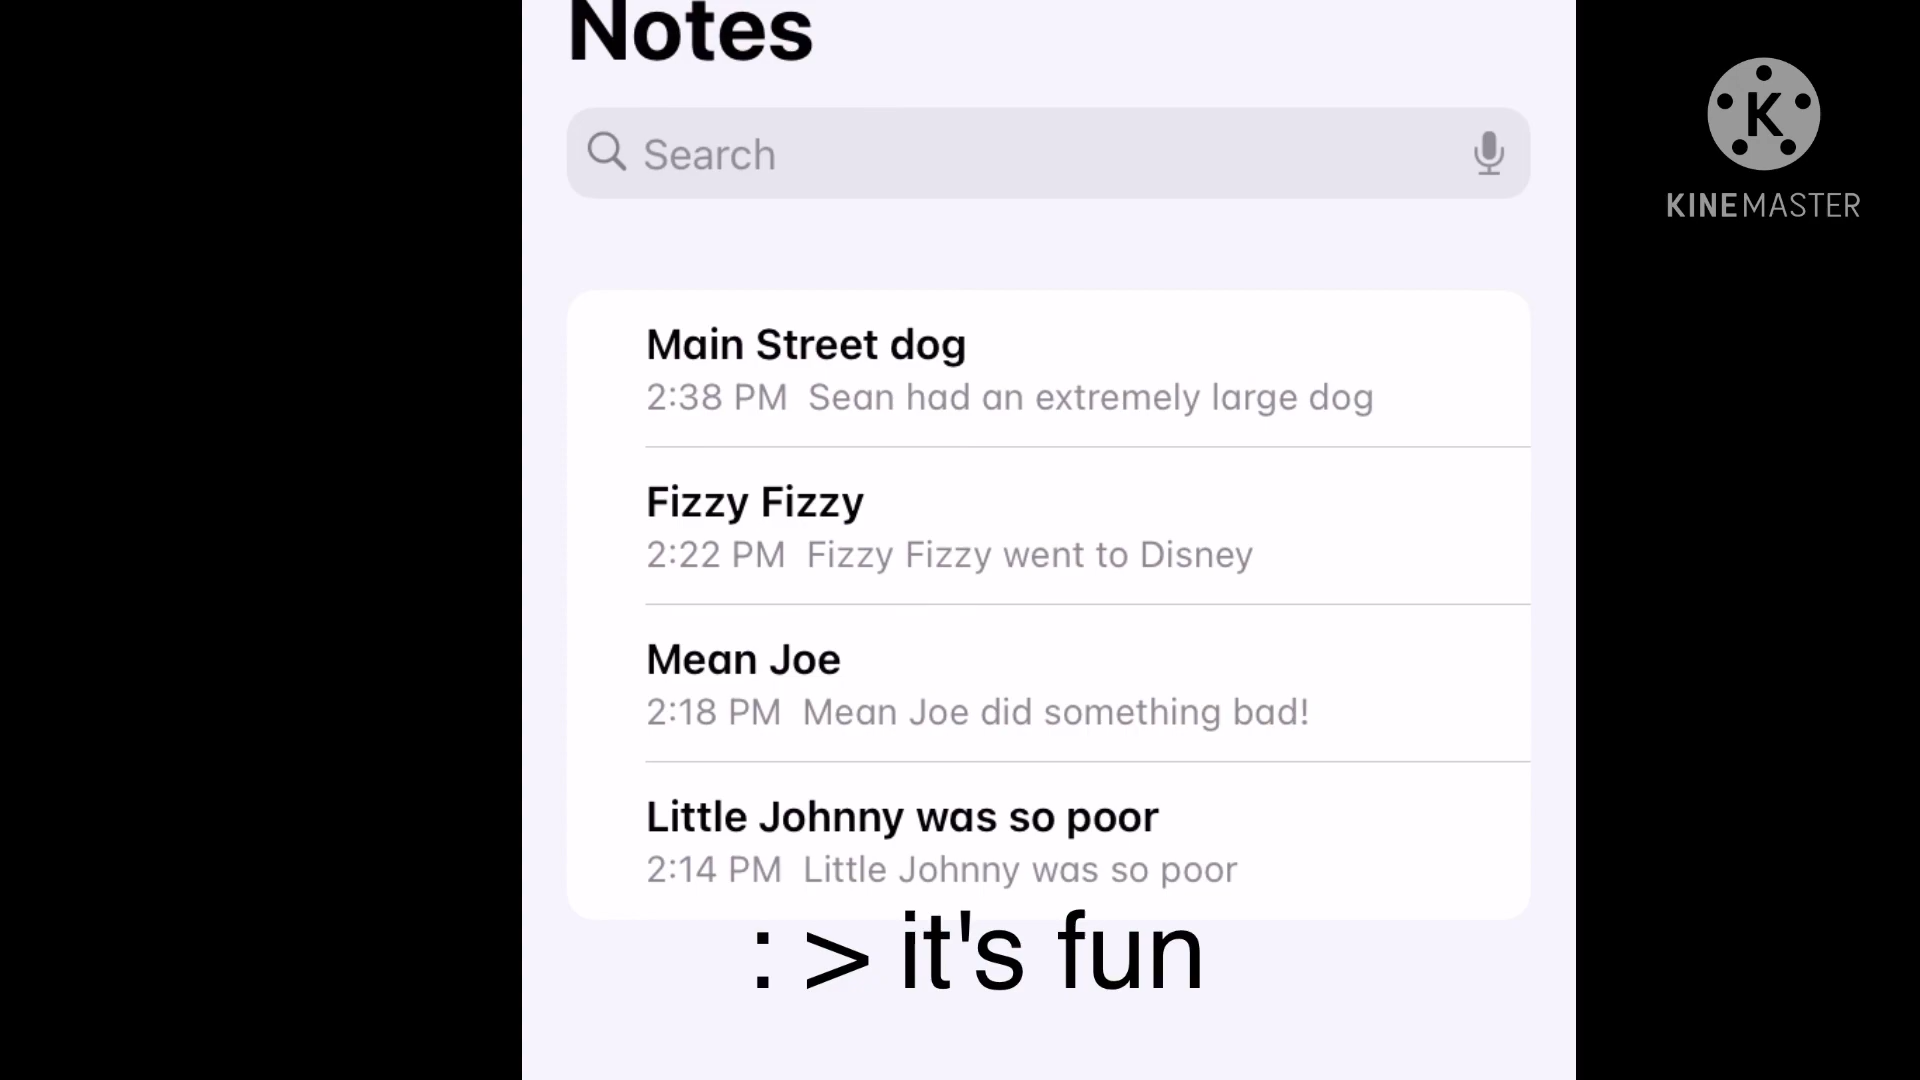 Notes
Search
K
KINEMASTER
Main Street dog
2:38 PM Sean had an extremely large dog
Fizzy Fizzy
2:22 PM Fizzy Fizzy went to Disney
Mean Joe
2:18 PM Mean Joe did something bad!
Little Johnny was so poor
2:14 PM Little Johnny was so poor
: > it's fun